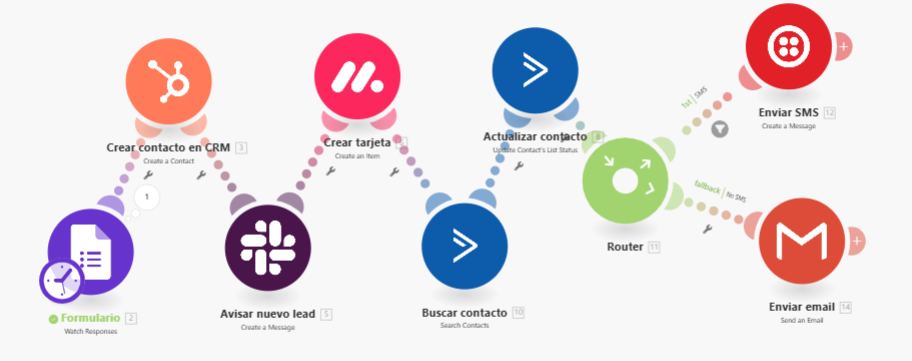 Enviar SMS 12
Create a Message
1st | SMS
Crear contacto en CRM 3
Create a Contact
Crear tarjeta
Create an Item
Actualizar contacto 8
Update Contact's List Status
1
fallback | No SMS
Router 11
Formulario 2
Watch Responses
Avisar nuevo lead 5
Create a Message
Buscar contacto 10
Search Contacts
Enviar email 14
Send an Email